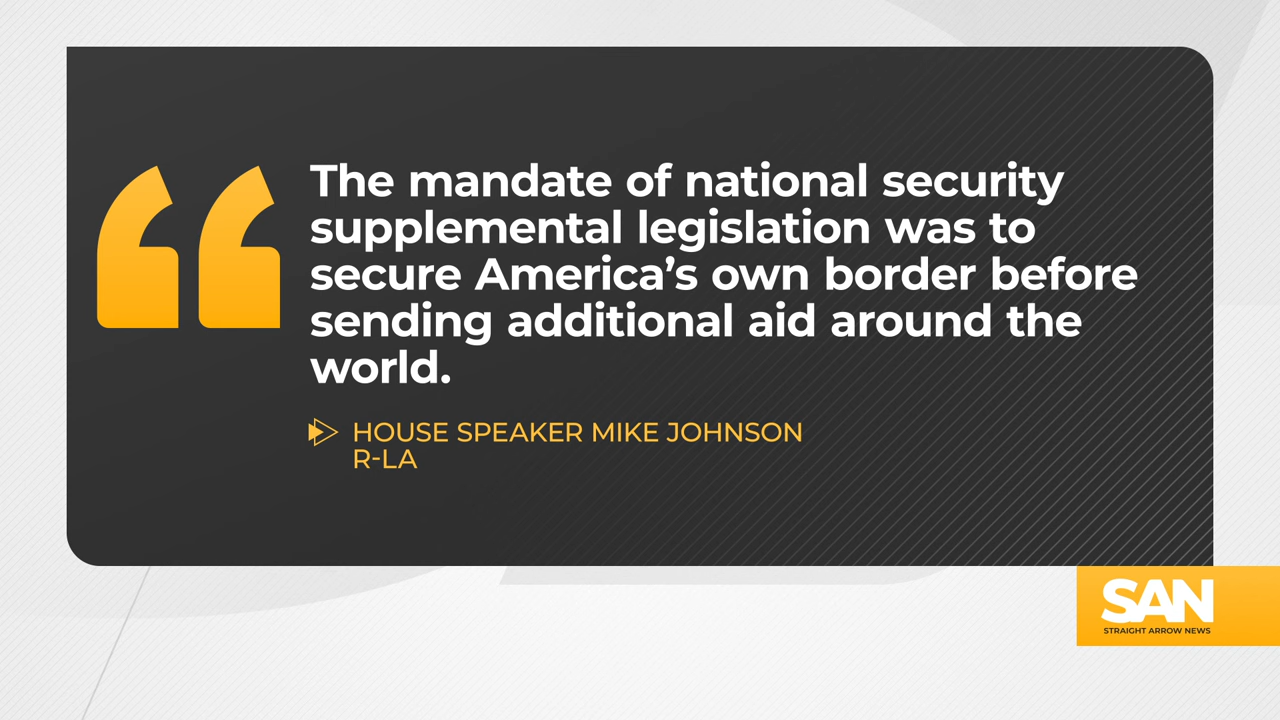 The mandate of national security
supplemental legislation was to
secure America’s own border before
sending additional aid around the
world.
HOUSE SPEAKER MIKE JOHNSON
R-LA
SAN
STRAIGHT ARROW NEWS